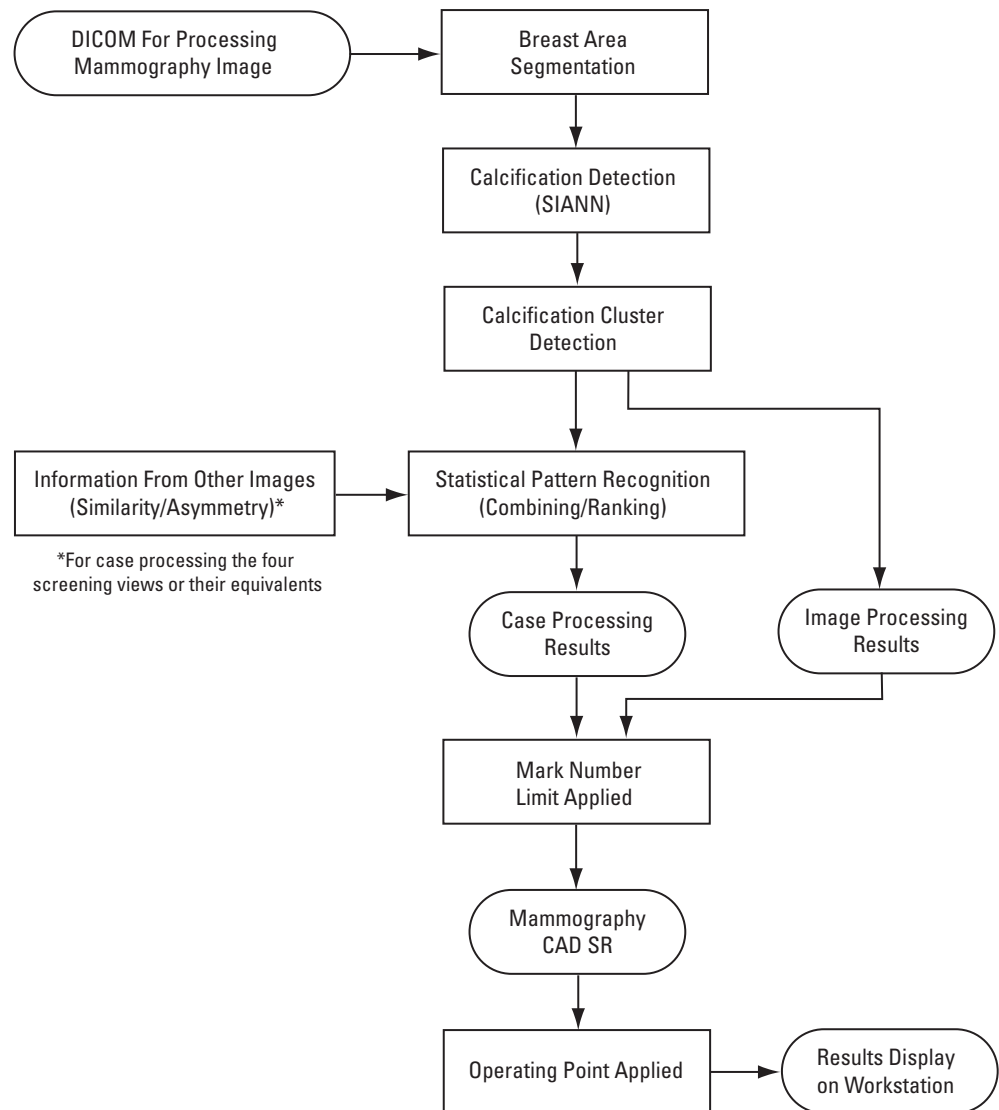 DICOM For Processing
Mammography Image
Breast Area
Segmentation
Calcification Detection
(SIANN)
Calcification Cluster
Detection
Information From Other Images
(Similarity/Asymmetry)*
Statistical Pattern Recognition
(Combining/Ranking)
*For case processing the four
screening views or their equivalents
Case Processing
Results
Image Processing
Results
Mark Number
Limit Applied
Mammography
CAD SR
Operating Point Applied
Results Display
on Workstation